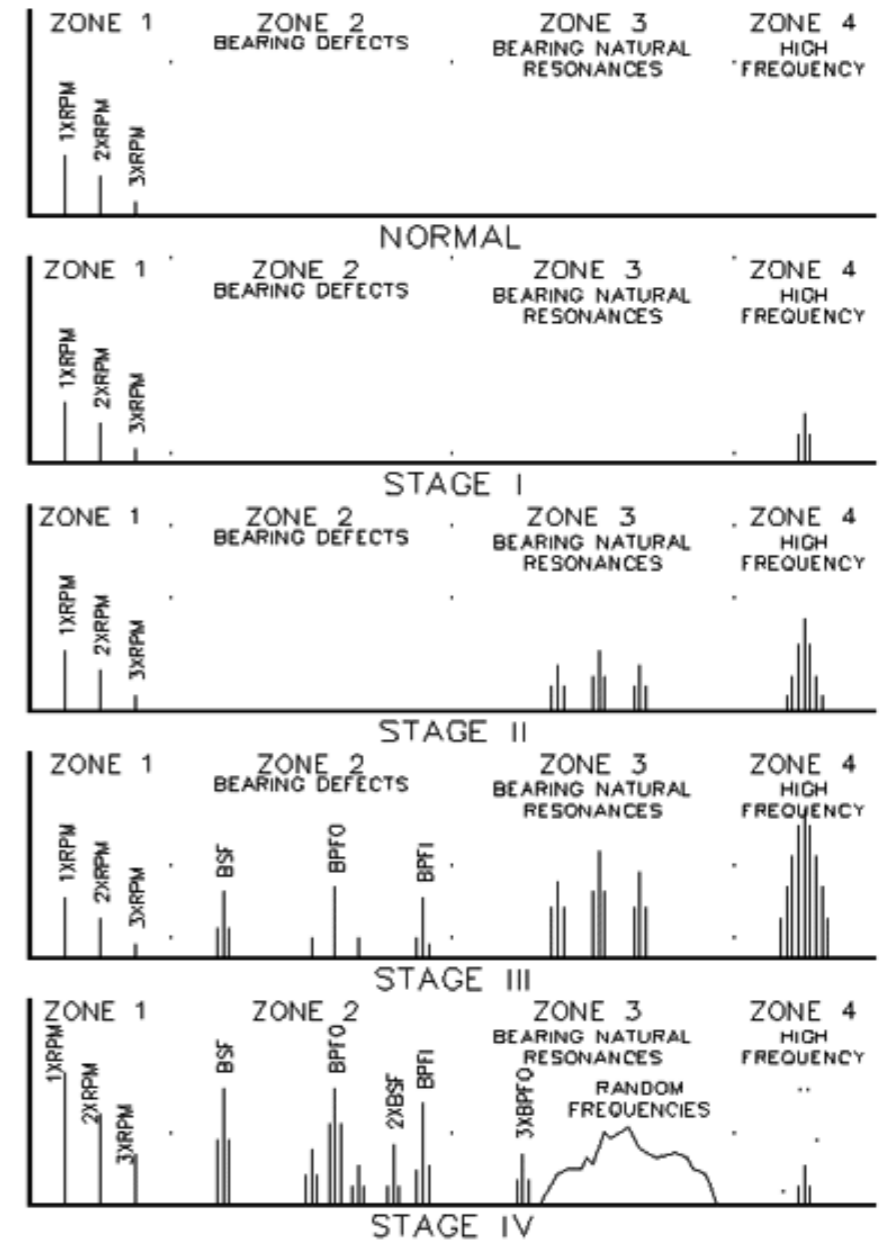 ZONE 1 ZONE 2 ZONE 3 ZONE 4
BEARING DEFECTS BEARING NATURAL HIGH
RESONANCES FREQUENCY
1XRPM 2XRPM 3XRPM
NORMAL
ZONE 1 ZONE 2 ZONE 3 ZONE 4
BEARING DEFECTS BEARING NATURAL HIGH
RESONANCES FREQUENCY
1XRPM 2XRPM 3XRPM
STAGE I
ZONE 1 ZONE 2 ZONE 3 ZONE 4
BEARING DEFECTS BEARING NATURAL HIGH
RESONANCES FREQUENCY
1XRPM 2XRPM 3XRPM
STAGE II
ZONE 1 ZONE 2 ZONE 3 ZONE 4
BEARING DEFECTS BEARING NATURAL HIGH
RESONANCES FREQUENCY
1XRPM 2XRPM 3XRPM BSF BPFO BPFI
STAGE III
ZONE 1 ZONE 2 ZONE 3 ZONE 4
BEARING NATURAL HIGH
RESONANCES FREQUENCY
1XRPM 2XRPM 3XRPM BSF BPFO 2XBSF BPFI 3XBPFO RANDOM
FREQUENCIES
STAGE IV